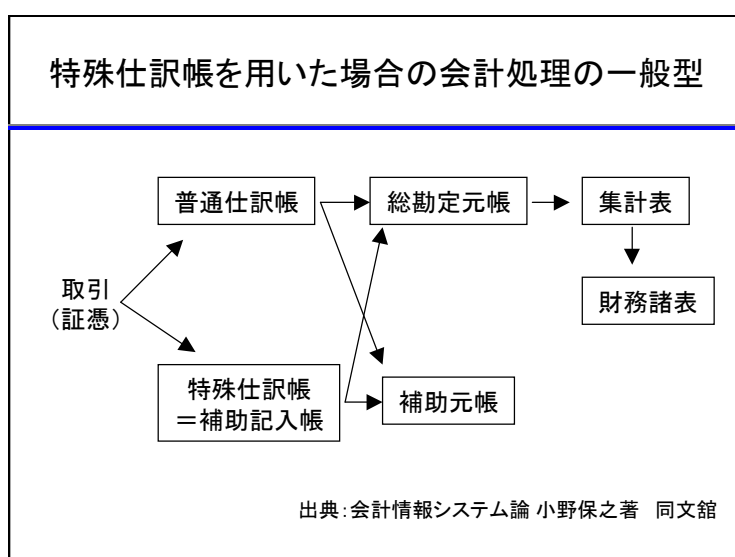 特殊仕訳帳を用いた場合の会計処理の一般型
普通仕訳帳
総勘定元帳
集計表
取引
（証憑）
財務諸表
特殊仕訳帳
＝補助記入帳
補助元帳
出典：会計情報システム論 小野保之著　同文舘